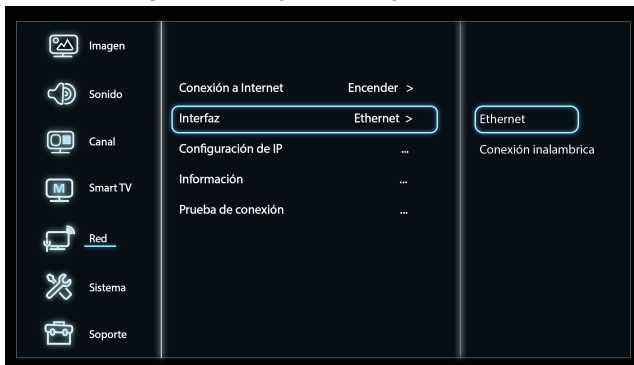 Imagen
Sonido
Canal
M
Smart TV
Red
Sistema
Soporte
Conexión a Internet Encender >
Interfaz Ethernet >
Configuración de IP ...
Información ...
Prueba de conexión ...
Ethernet
Conexión inalambrica